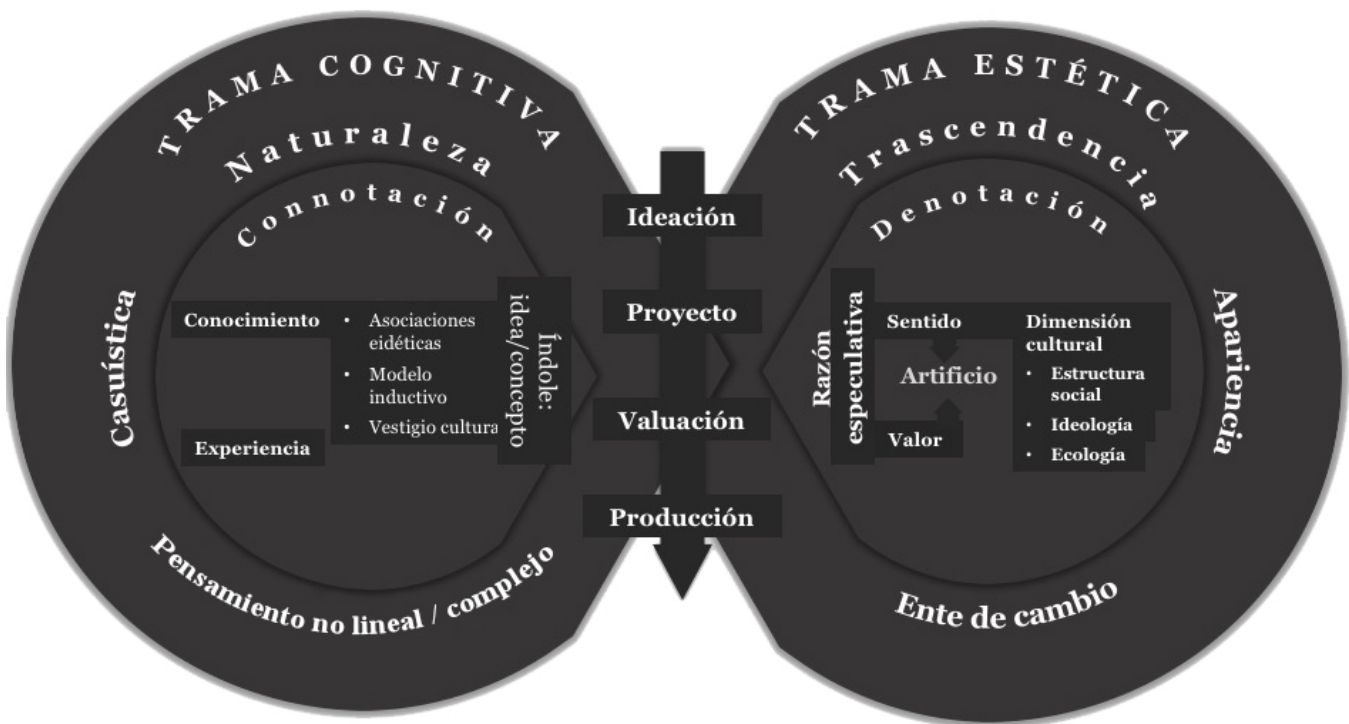 TRAMA COGNITIVA
Naturaleza
Connotación
Casuística
Conocimiento
Experiencia
• Asociaciones
eidéticas
• Modelo
inductivo
• Vestigio cultura
Índole:
idea/concepto
Pensamiento no lineal / complejo
Ideación
Proyecto
Valuación
Producción
TRAMA ESTÉTICA
Trascendencia
Denotación
Razón
especulativa
Sentido
Artificio
Valor
Dimensión
cultural
• Estructura
social
• Ideología
• Ecología
Apariencia
Ente de cambio